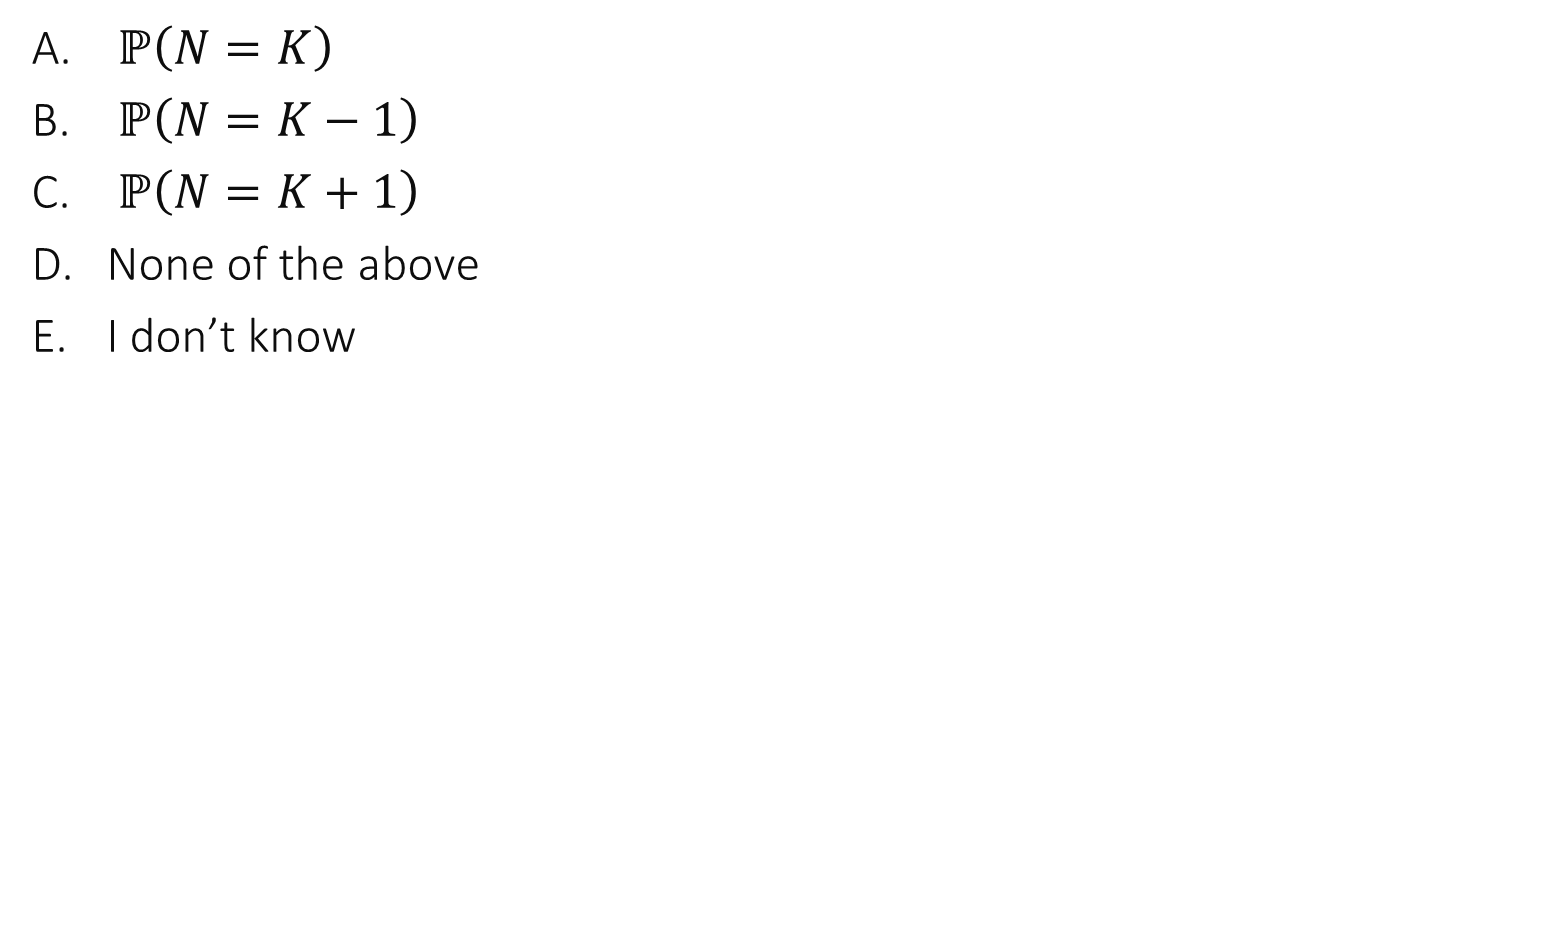 A. ℙ(N = K)
B. ℙ(N = K − 1)
C. ℙ(N = K + 1)
D. None of the above
E. I don’t know